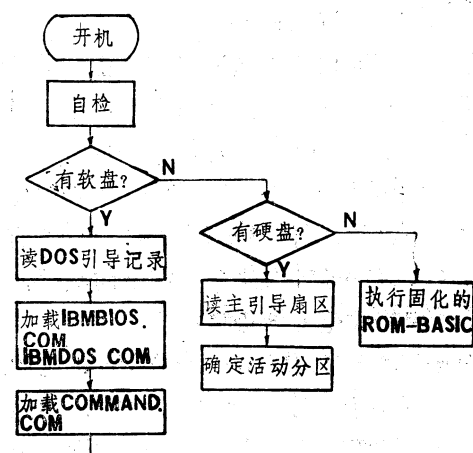 开机
自检
有软盘?
N
Y
有硬盘?
N
Y
读DOS引导记录
读主引导扇区
执行固化的
ROM-BASIC
加载IBMBIOS.
COM
IBMDOS COM
确定活动分区
加载COMMAND.
COM